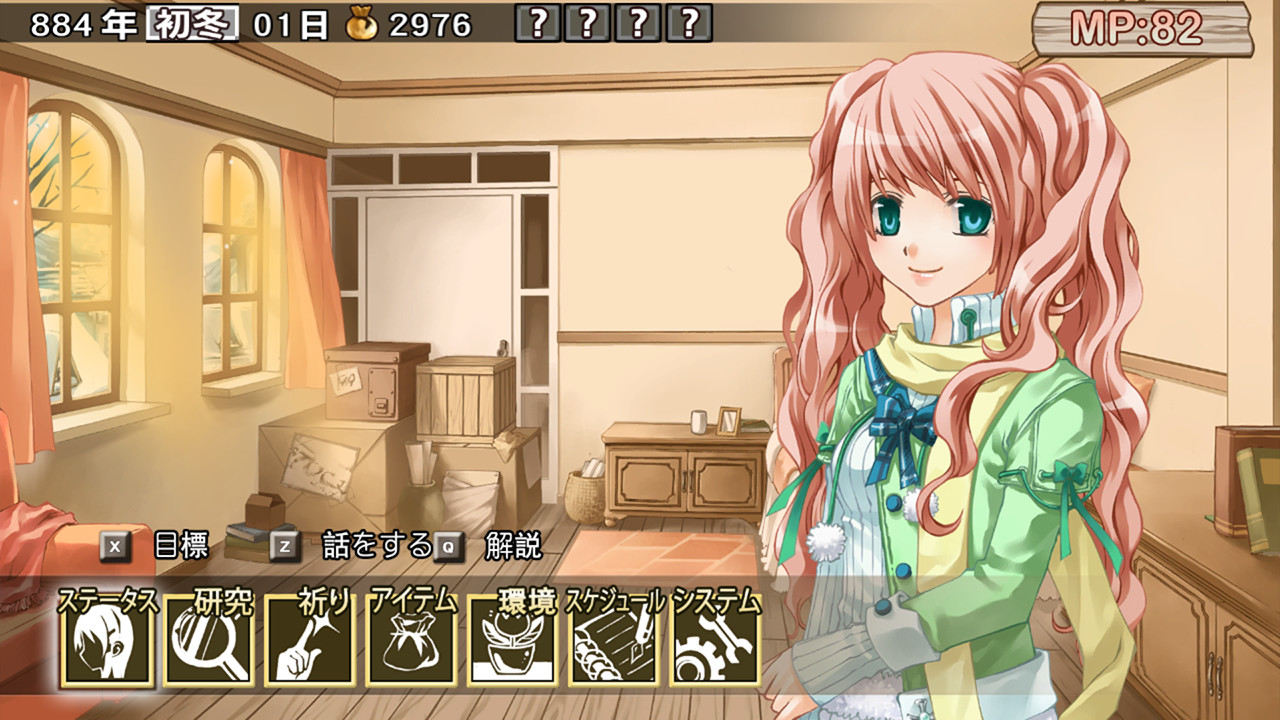 884年 初冬 01日 2976 ? ? ? ? MP:82
X 目標 Z 話をする Q 解説
ステータス 研究 祈り アイテム 環境 スケジュール システム